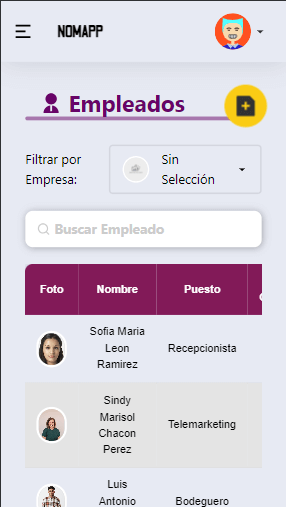 NOMAPP
Empleados
Filtrar por
Empresa:
Sin
Selección
Buscar Empleado
Foto Nombre Puesto
Sofia Maria
Leon
Ramirez
Recepcionista
Sindy
Marisol
Chacon
Perez
Telemarketing
Luis
Antonio
Bodeguero